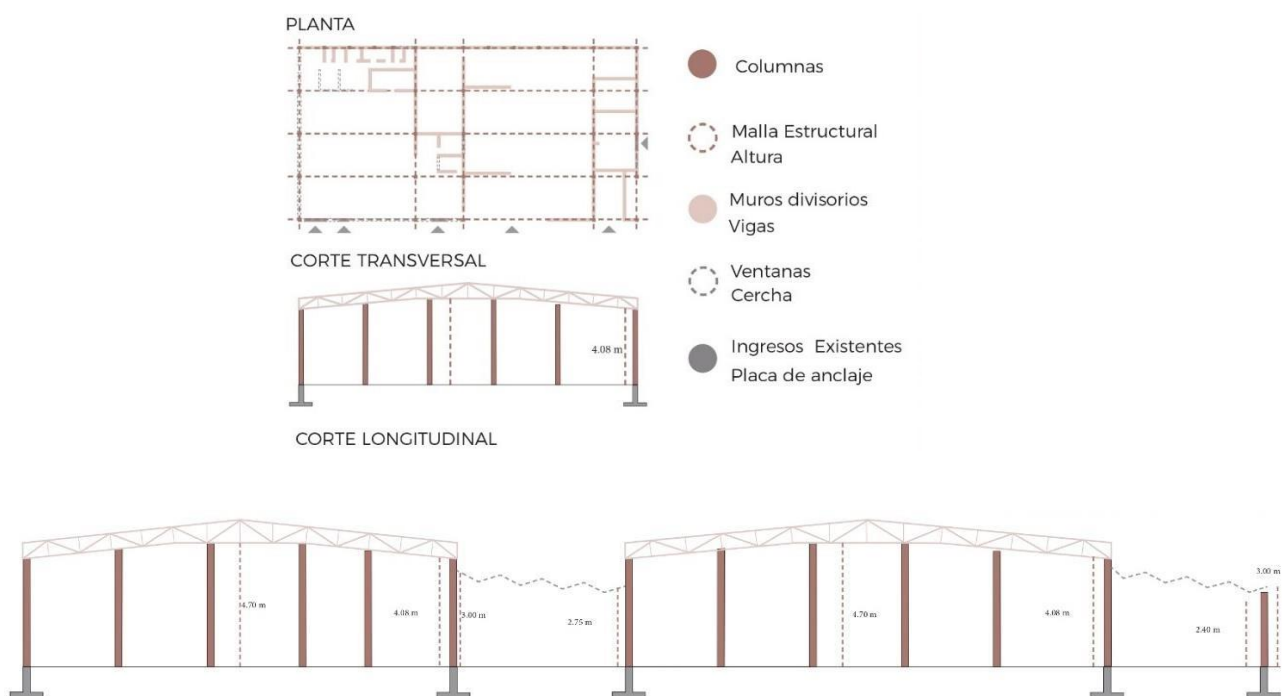 PLANTA
Columnas
Malla Estructural
Altura
Muros divisorios
Vigas
CORTE TRANSVERSAL
Ventanas
Cercha
4.08 m
Ingresos Existentes
Placa de anclaje
CORTE LONGITUDINAL
4.70 m
4.08 m
3.00 m
2.75 m
4.70 m
4.08 m
2.40 m
3.00 m